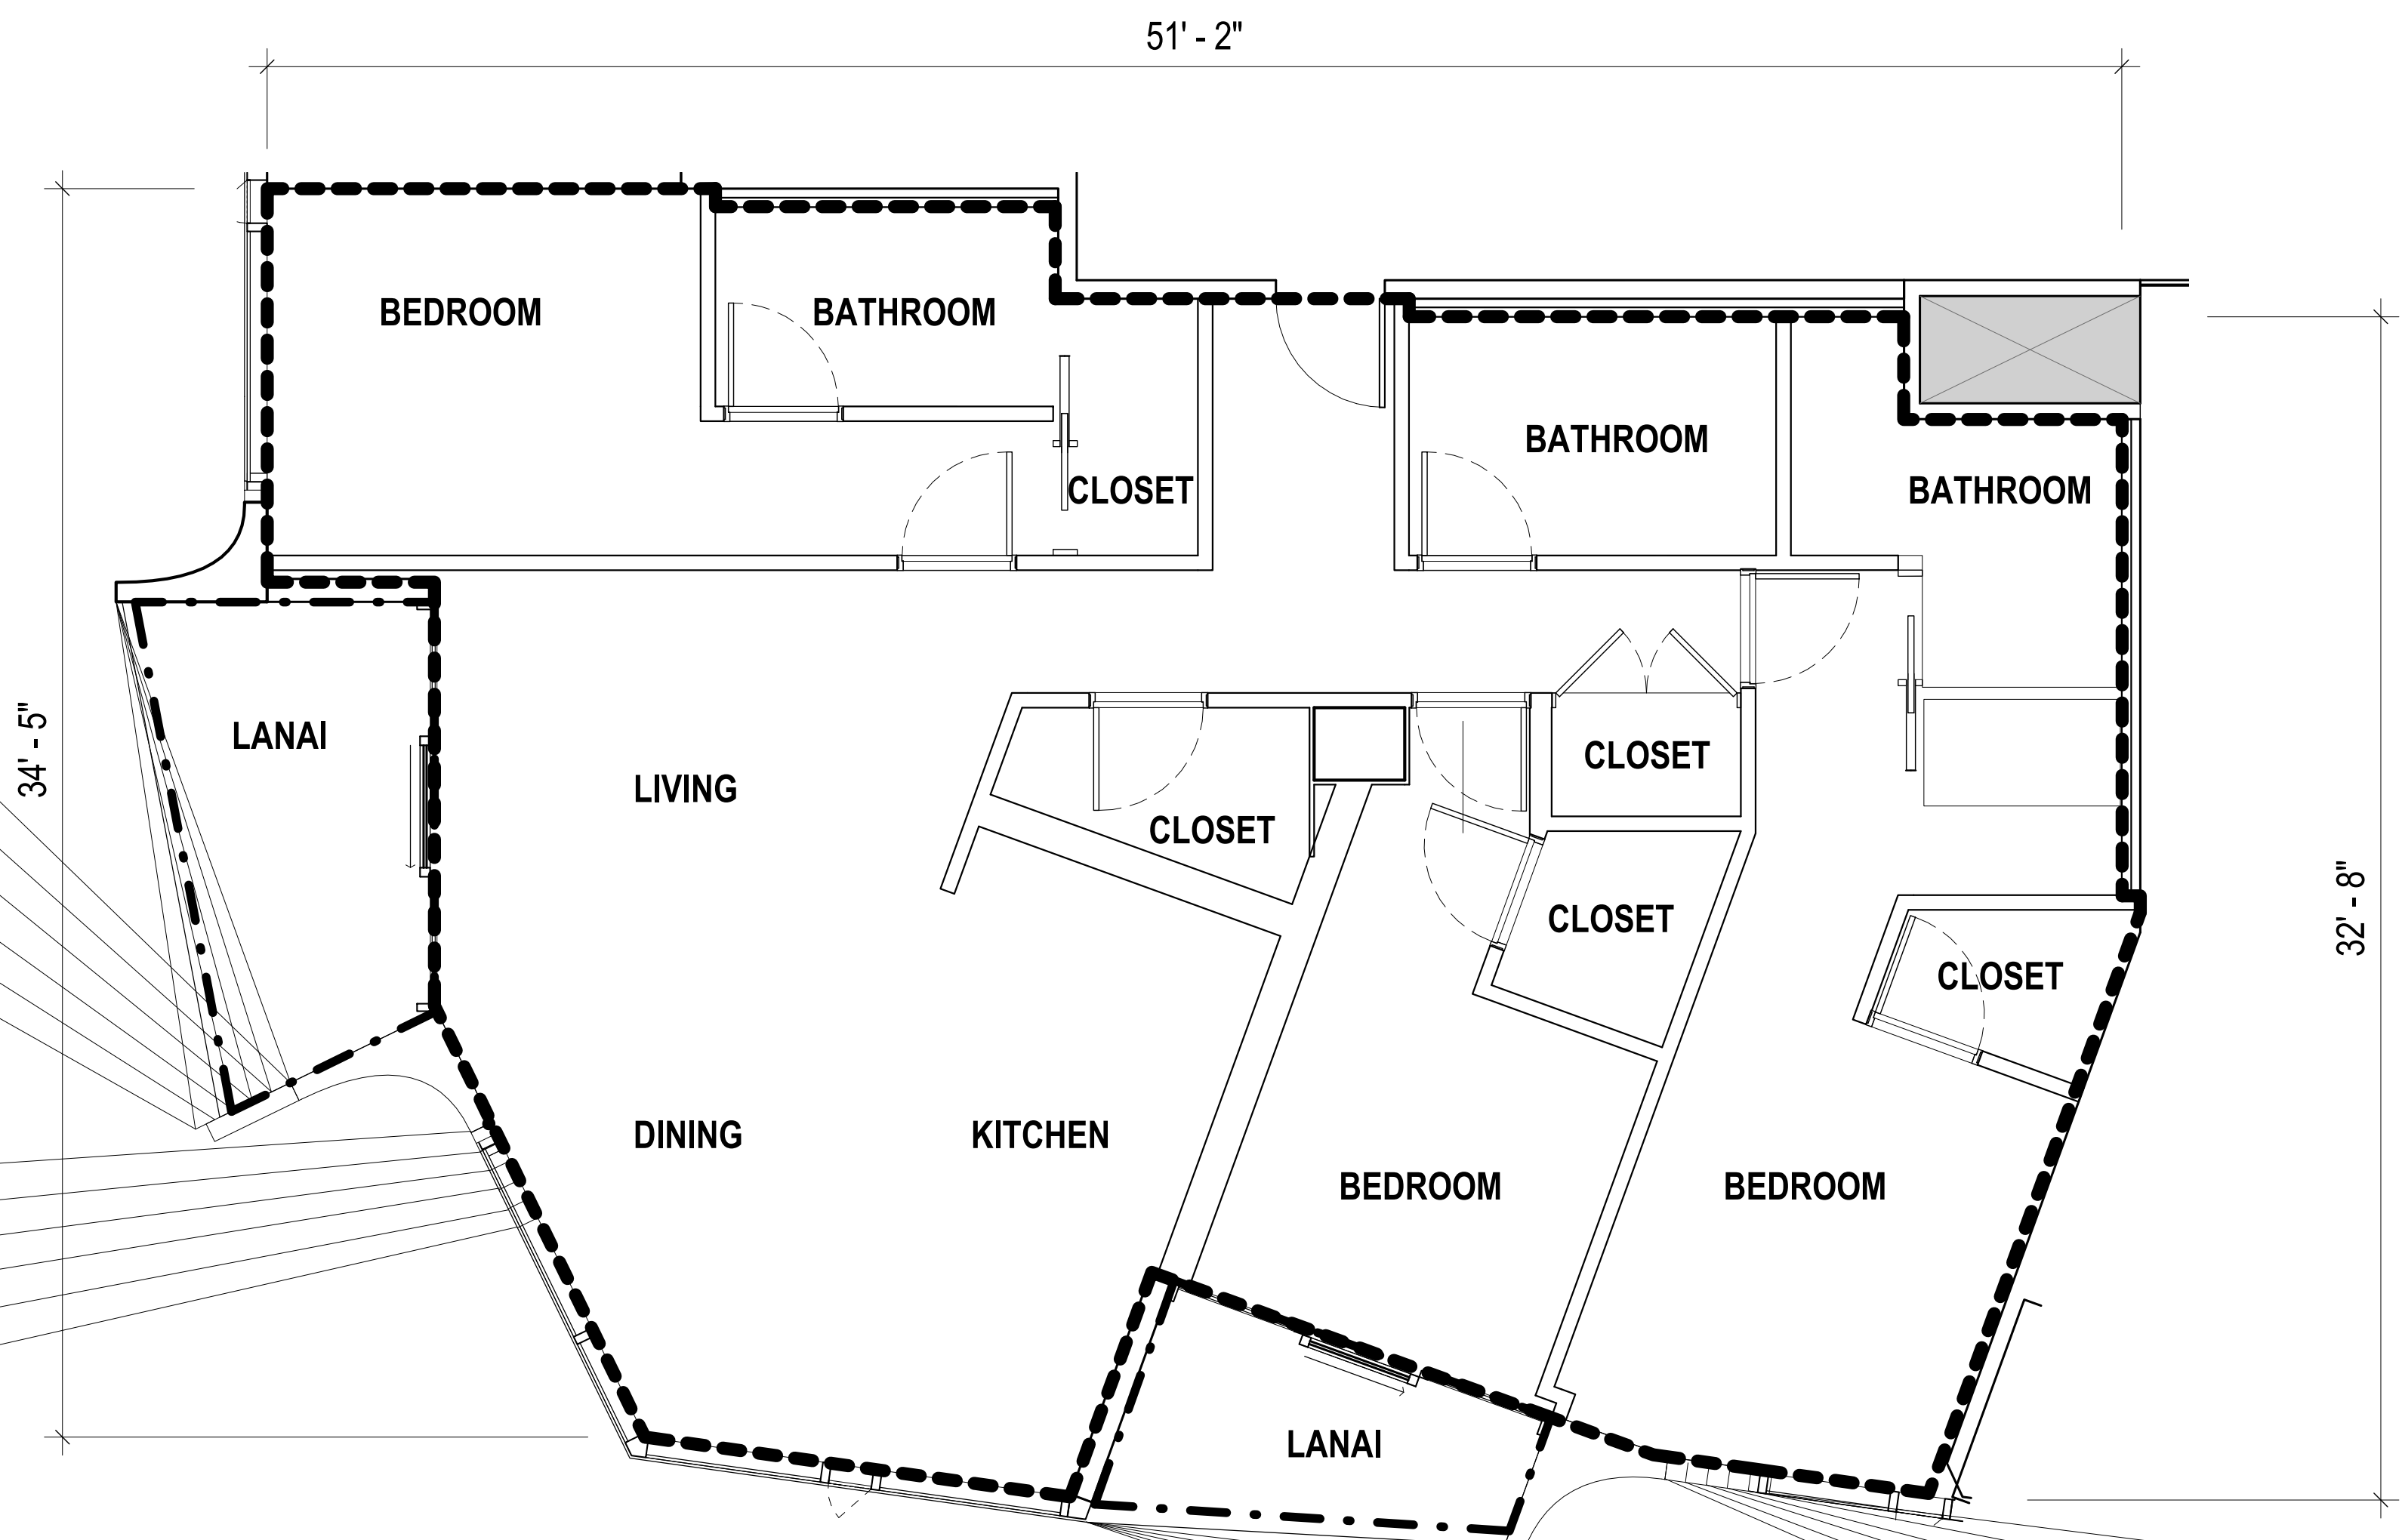 51' - 2"
BEDROOM
BATHROOM
BATHROOM
CLOSET
BATHROOM
LANAI
34' - 5"
LIVING
CLOSET
CLOSET
CLOSET
32' - 8"
CLOSET
DINING
KITCHEN
BEDROOM
BEDROOM
LANAI